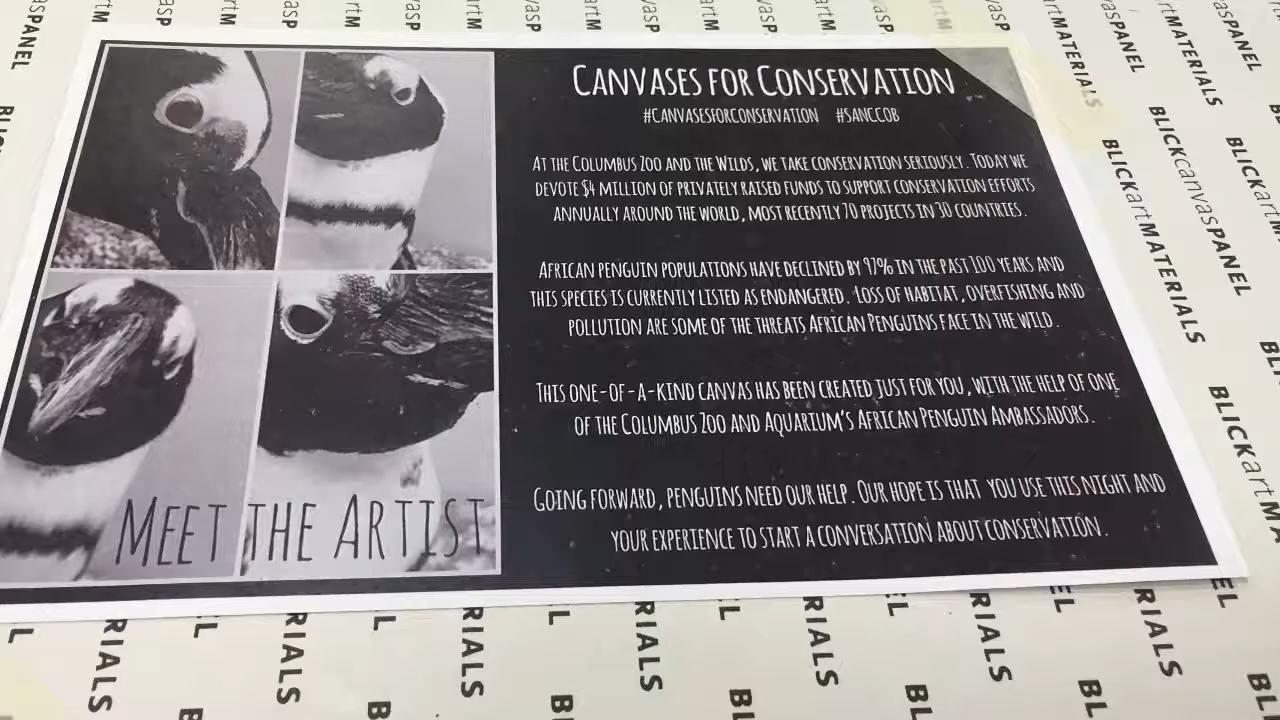 CANVASES FOR CONSERVATION
#CANVASESFORCONSERVATION #SANCCOB
AT THE COLUMBUS ZOO AND THE WILDS, WE TAKE CONSERVATION SERIOUSLY. TODAY WE
DEVOTE $4 MILLION OF PRIVATELY RAISED FUNDS TO SUPPORT CONSERVATION EFFORTS
ANNUALLY AROUND THE WORLD, MOST RECENTLY 70 PROJECTS IN 30 COUNTRIES.
AFRICAN PENGUIN POPULATIONS HAVE DECLINED BY 97% IN THE PAST 100 YEARS AND
THIS SPECIES IS CURRENTLY LISTED AS ENDANGERED. LOSS OF HABITAT, OVERFISHING AND
POLLUTION ARE SOME OF THE THREATS AFRICAN PENGUINS FACE IN THE WILD.
THIS ONE-OF-A-KIND CANVAS HAS BEEN CREATED JUST FOR YOU, WITH THE HELP OF ONE
OF THE COLUMBUS ZOO AND AQUARIUM'S AFRICAN PENGUIN AMBASSADORS.
GOING FORWARD, PENGUINS NEED OUR HELP. OUR HOPE IS THAT YOU USE THIS NIGHT AND
YOUR EXPERIENCE TO START A CONVERSATION ABOUT CONSERVATION.
MEET THE ARTIST
BLICKartMATERIALS
BLICKcanvasPANEL
BLICKartMATERIALS